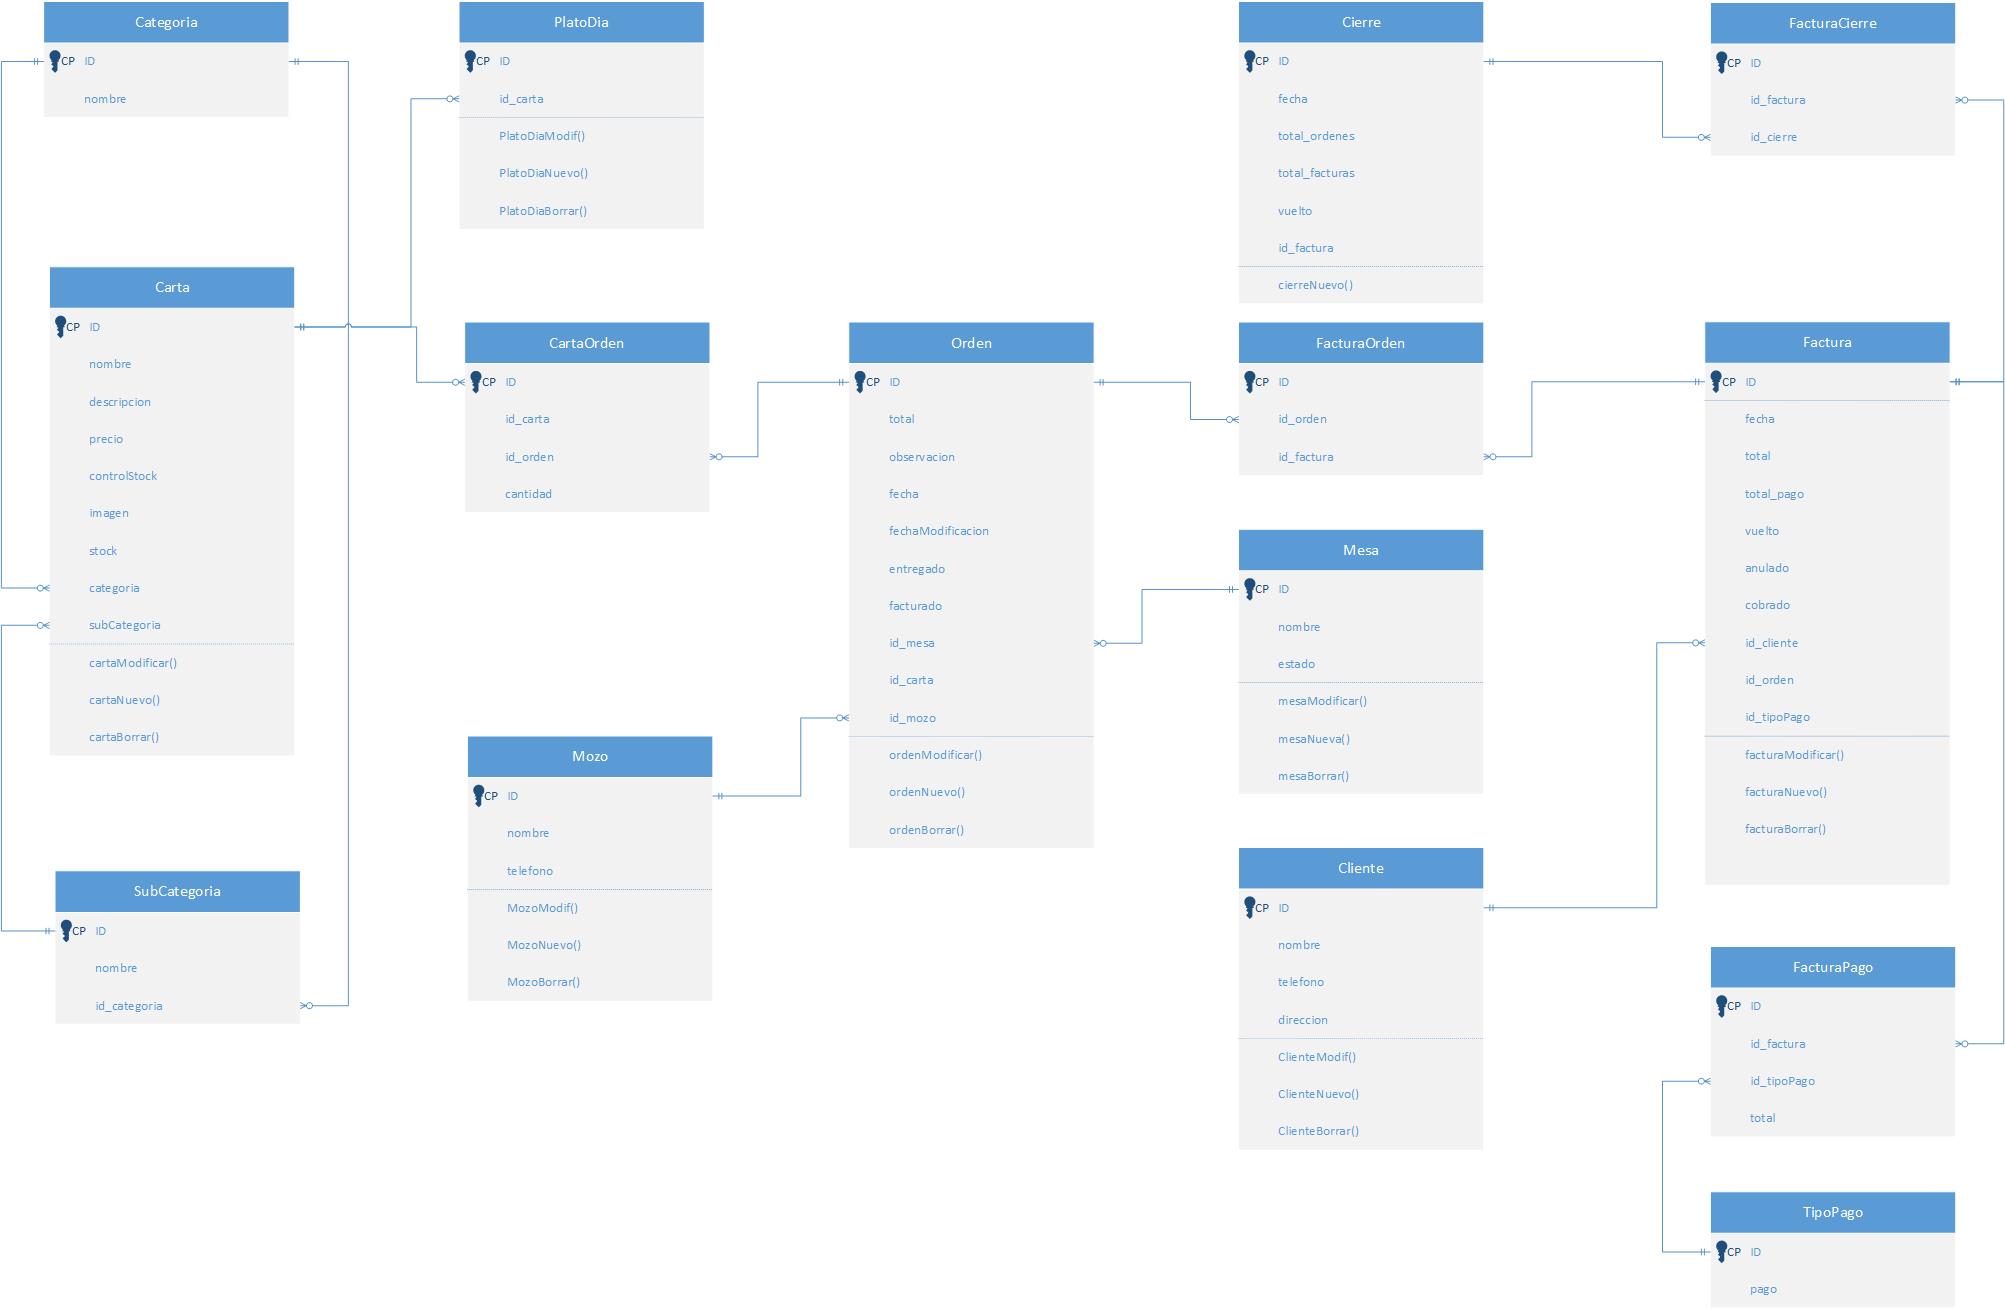 Categoria
CP ID
nombre
PlatoDia
CP ID
id_carta
PlatoDiaModif()
PlatoDiaNuevo()
PlatoDiaBorrar()
Cierre
CP ID
fecha
total_ordenes
total_facturas
vuelto
id_factura
cierreNuevo()
FacturaCierre
CP ID
id_factura
id_cierre
Carta
CP ID
nombre
descripcion
precio
controlStock
imagen
stock
categoria
subCategoria
cartaModificar()
cartaNuevo()
cartaBorrar()
CartaOrden
CP ID
id_carta
id_orden
cantidad
Orden
CP ID
total
observacion
fecha
fechaModificacion
entregado
facturado
id_mesa
id_carta
id_mozo
ordenModificar()
ordenNuevo()
ordenBorrar()
FacturaOrden
CP ID
id_orden
id_factura
Factura
CP ID
fecha
total
total_pago
vuelto
anulado
cobrado
id_cliente
id_orden
id_tipoPago
facturaModificar()
facturaNuevo()
facturaBorrar()
Mesa
CP ID
nombre
estado
mesaModificar()
mesaNueva()
mesaBorrar()
Mozo
CP ID
nombre
telefono
MozoModif()
MozoNuevo()
MozoBorrar()
SubCategoria
CP ID
nombre
id_categoria
Cliente
CP ID
nombre
telefono
direccion
ClienteModif()
ClienteNuevo()
ClienteBorrar()
FacturaPago
CP ID
id_factura
id_tipoPago
total
TipoPago
CP ID
pago